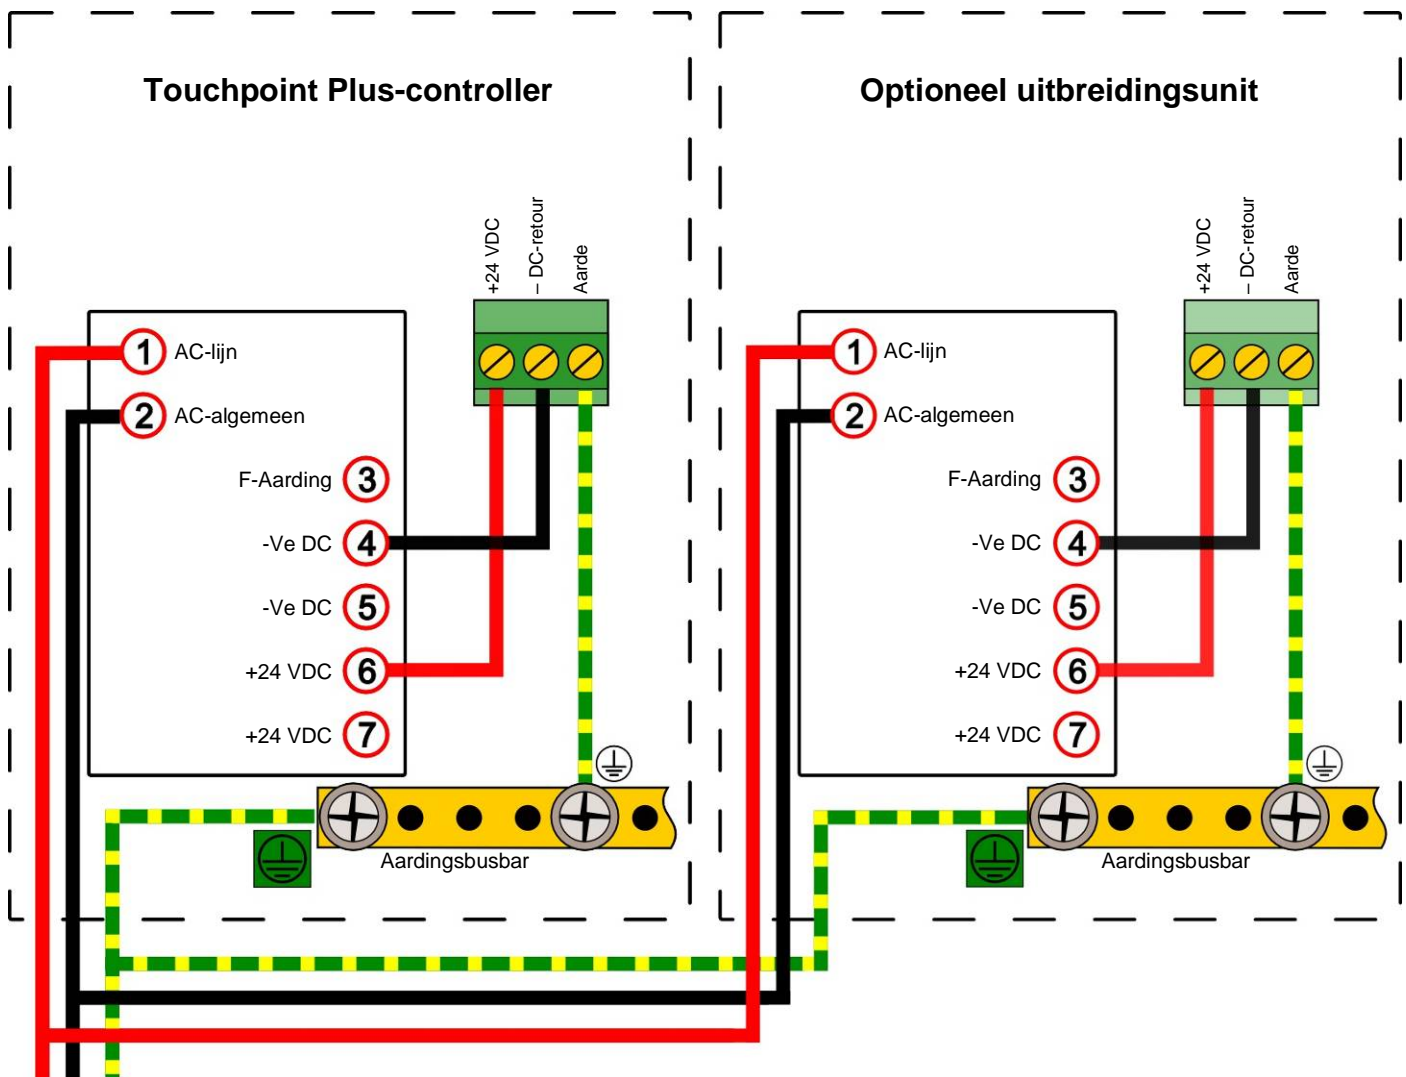 Touchpoint Plus-controller
+24 VDC
– DC-retour
Aarde
1 AC-lijn
2 AC-algemeen
F-Aarding 3
-Ve DC 4
-Ve DC 5
+24 VDC 6
+24 VDC 7
Aardingsbusbar
Optioneel uitbreidingsunit
+24 VDC
– DC-retour
Aarde
1 AC-lijn
2 AC-algemeen
F-Aarding 3
-Ve DC 4
-Ve DC 5
+24 VDC 6
+24 VDC 7
Aardingsbusbar